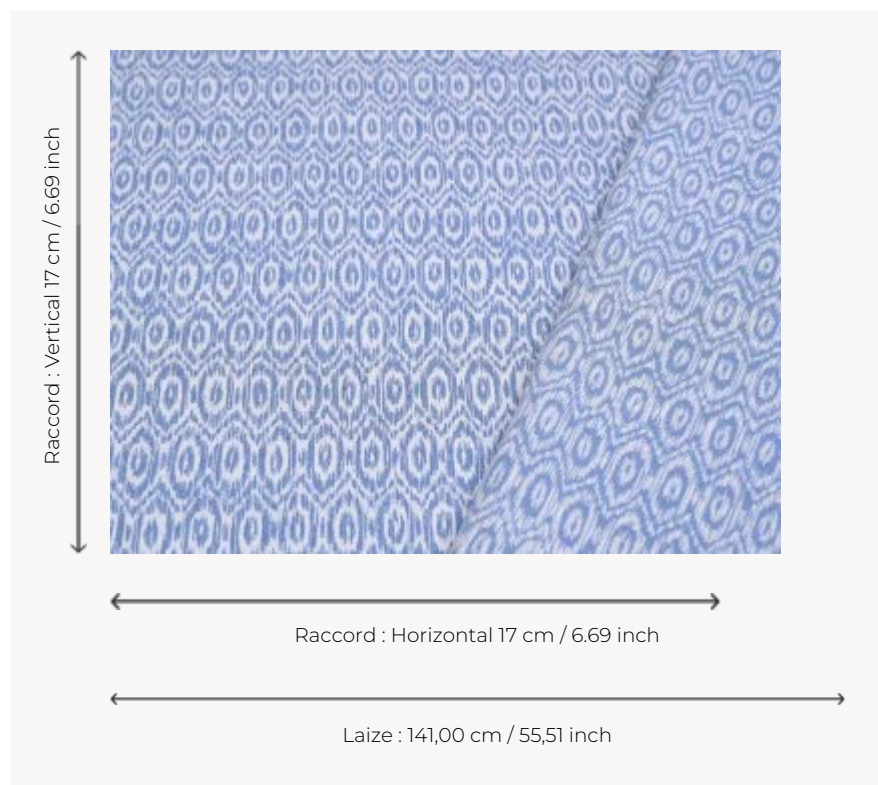 Raccord : Vertical 17 cm / 6.69 inch
Raccord : Horizontal 17 cm / 6.69 inch
Laize : 141,00 cm / 55,51 inch